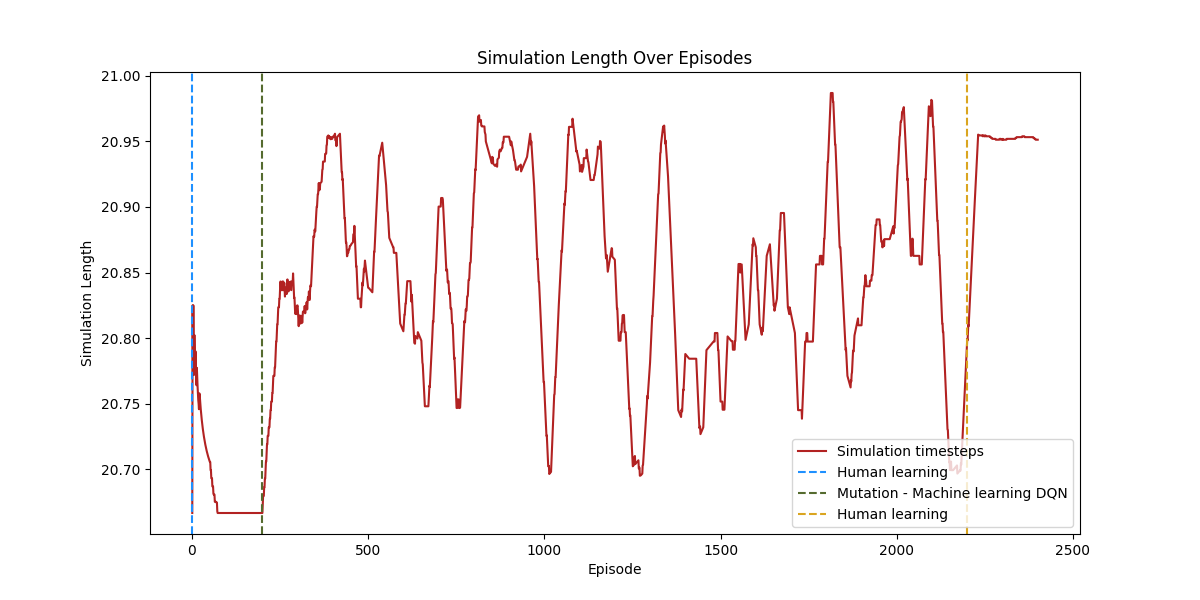 Simulation Length Over Episodes
21.00
20.95
20.90
20.85
20.80
20.75
20.70
Simulation Length
Simulation timesteps
Human learning
Mutation - Machine learning DQN
Human learning
0
500
1000
1500
2000
2500
Episode